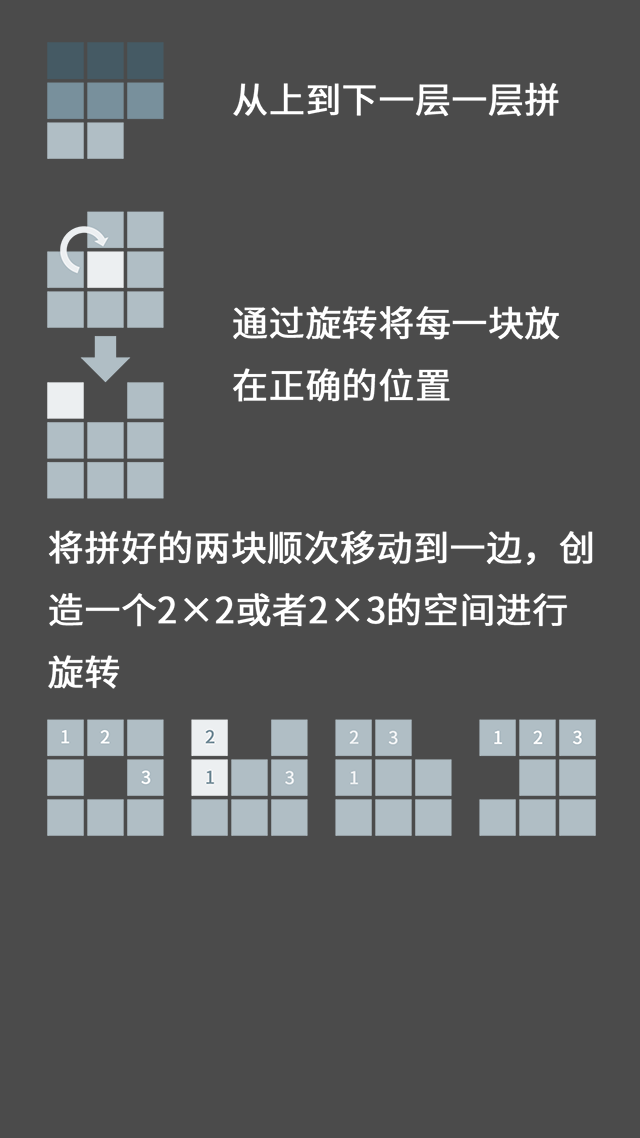 从上到下一层一层拼
通过旋转将每一块放
在正确的位置
将拼好的两块顺次移动到一边，创
造一个2×2或者2×3的空间进行
旋转
1 2 2 2 3 1 2 3
3 1 3 1